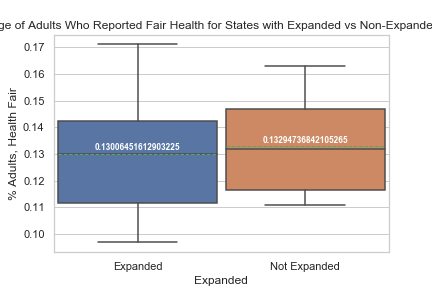 ge of Adults Who Reported Fair Health for States with Expanded vs Non-Expande
% Adults, Health Fair
0.17
0.16
0.15
0.14
0.13
0.12
0.11
0.10
0.13006451612903225
0.13294736842105265
Expanded
Not Expanded
Expanded